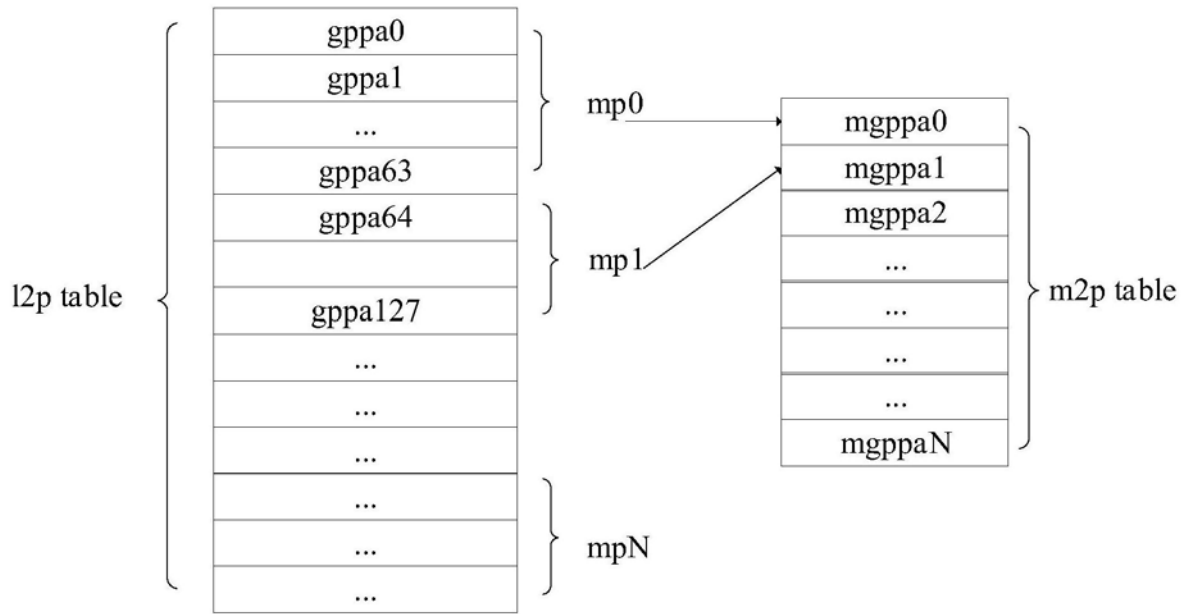 l2p table
gppa0
gppa1
...
gppa63
gppa64
gppa127
...
...
...
...
...
...
mp0
mp1
mpN
mgppa0
mgppa1
mgppa2
...
...
...
...
mgppaN
m2p table